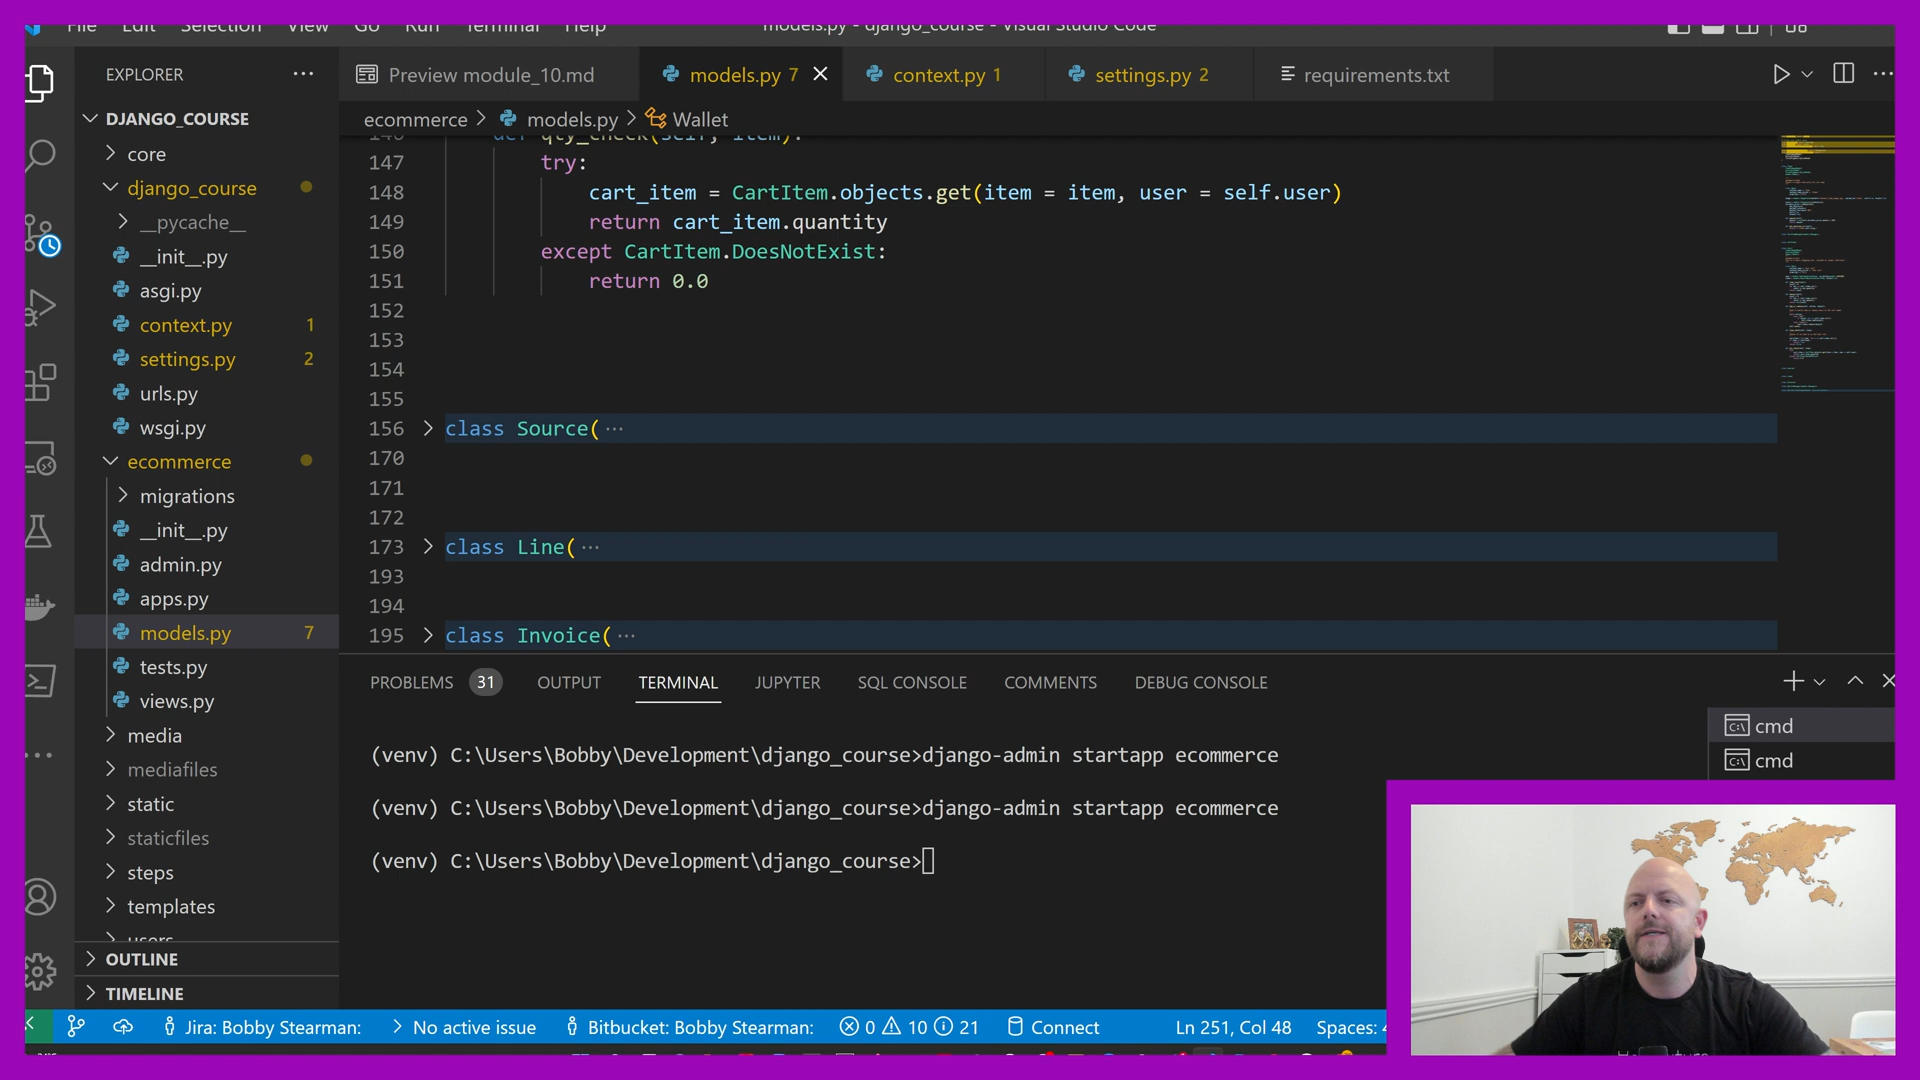 File Edit Selection View Go Run Terminal Help models.py - django_course - Visual Studio Code
EXPLORER
Preview module_10.md models.py 7 context.py 1 settings.py 2 requirements.txt
ecommerce > models.py > Wallet
DJANGO_COURSE
core
django_course
__pycache__
__init__.py
asgi.py
context.py 1
settings.py 2
urls.py
wsgi.py
ecommerce
migrations
__init__.py
admin.py
apps.py
models.py 7
tests.py
views.py
media
mediafiles
static
staticfiles
steps
templates
users
OUTLINE
TIMELINE
146 def qty_check(self, item):
147 try:
148 cart_item = CartItem.objects.get(item = item, user = self.user)
149 return cart_item.quantity
150 except CartItem.DoesNotExist:
151 return 0.0
152
153
154
155
156 class Source( ···
170
171
172
173 class Line( ···
193
194
195 class Invoice( ···
PROBLEMS 31 OUTPUT TERMINAL JUPYTER SQL CONSOLE COMMENTS DEBUG CONSOLE
cmd
cmd
(venv) C:\Users\Bobby\Development\django_course>django-admin startapp ecommerce
(venv) C:\Users\Bobby\Development\django_course>django-admin startapp ecommerce
(venv) C:\Users\Bobby\Development\django_course>
Jira: Bobby Stearman: No active issue Bitbucket: Bobby Stearman: 0 10 21 Connect Ln 251, Col 48 Spaces: